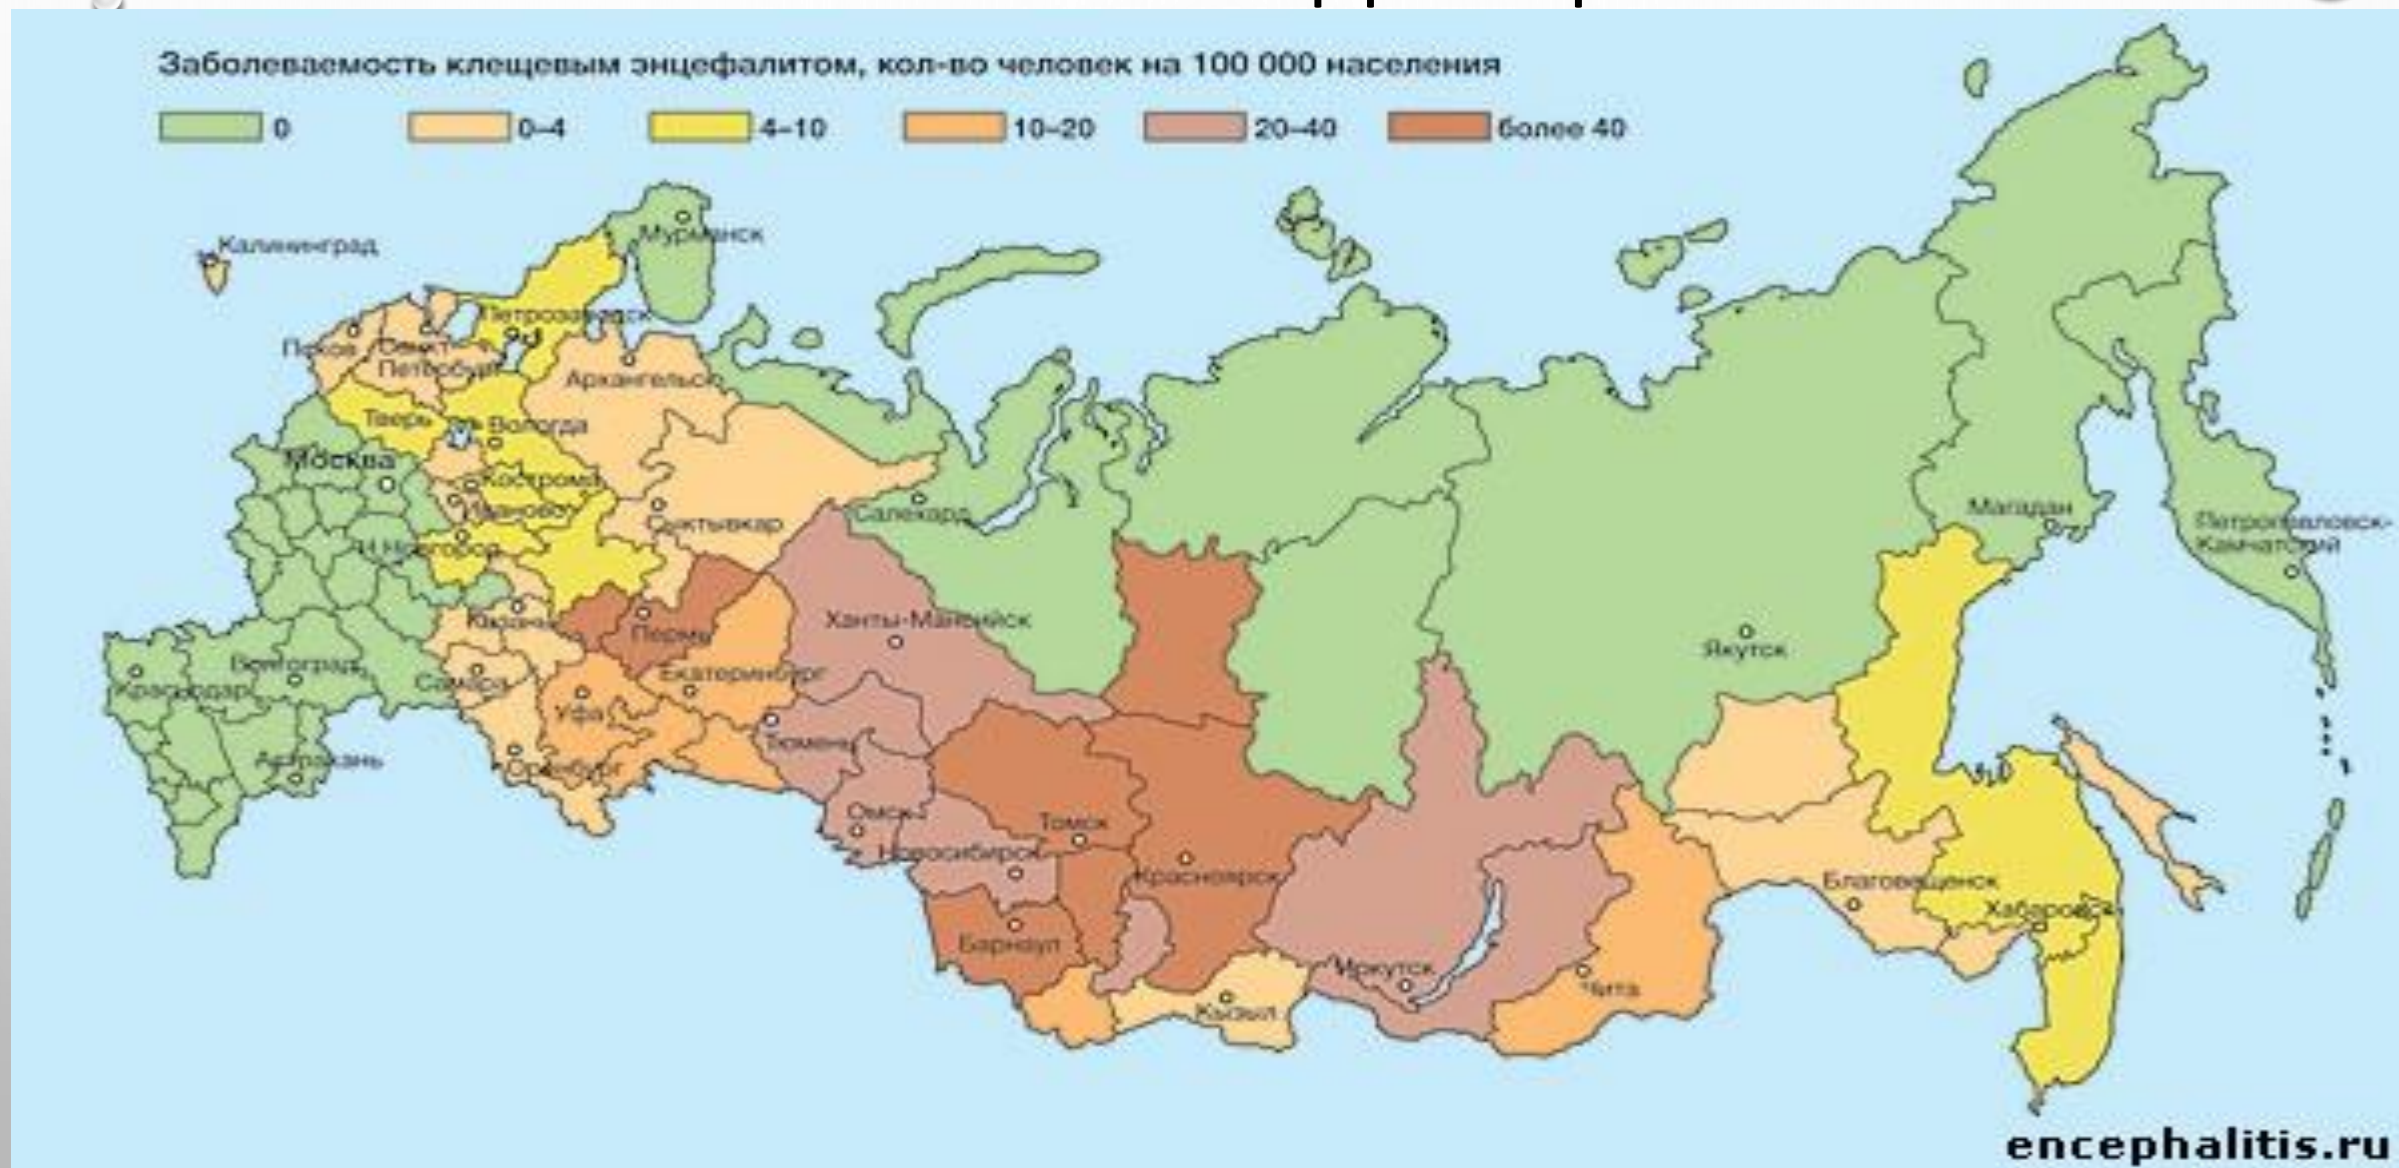 Заболеваемость клещевым энцефалитом, кол-во человек на 100 000 населения
0
0–4
4–10
10–20
20–40
более 40
Мурманск
Калининград
Петрозаводск
Псков
Санкт-
Петербург
Архангельск
Тверь
Вологда
Москва
Кострома
Иваново
Сыктывкар
Салехард
Магадан
Петропавловск-
Камчатский
Н.Новгород
Казань
Пермь
Ханты-Мансийск
Якутск
Волгоград
Краснодар
Самара
Екатеринбург
Уфа
Тюмень
Астрахань
Оренбург
Омск
Томск
Новосибирск
Красноярск
Благовещенск
Хабаровск
Барнаул
Иркутск
Чита
Кызыл
encephalitis.ru